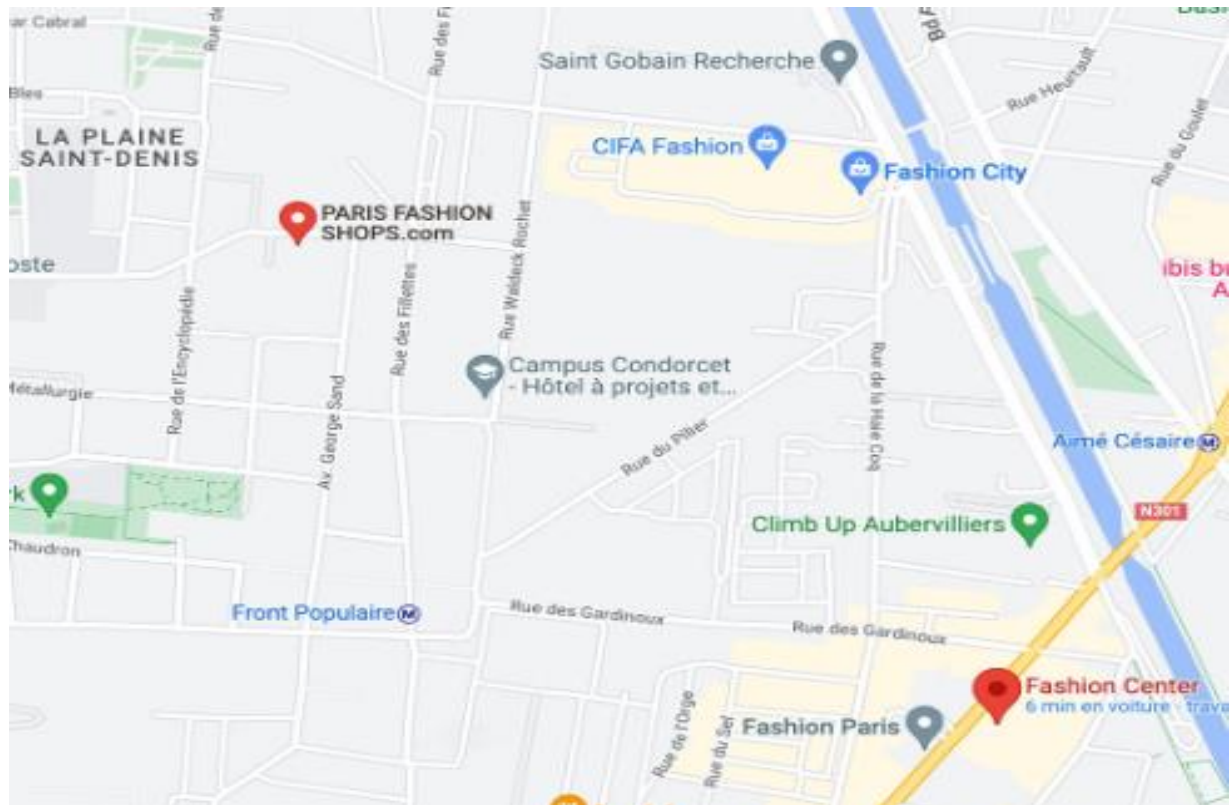 ar Cabral
Rue de
Rue des Fi
Bd F
Saint Gobain Recherche
Rue Heurtault
Bles
LA PLAINE
SAINT-DENIS
CIFA Fashion
Fashion City
Rue du Goulet
PARIS FASHION
SHOPS.com
oste
Rue Waldeck Rochet
ibis bu
A
Rue de l'Encyclopédie
Rue des Fillettes
Campus Condorcet
- Hôtel à projets et...
Métallurgie
Av. George Sand
Rue du Pilier
Rue de la Haie Coq
Aimé Césaire
rk
N301
Climb Up Aubervilliers
Chaudron
Front Populaire
Rue des Gardinoux
Rue des Gardinoux
Fashion Center
6 min en voiture - trava
Fashion Paris
Rue de l'Orge
Rue du Sel